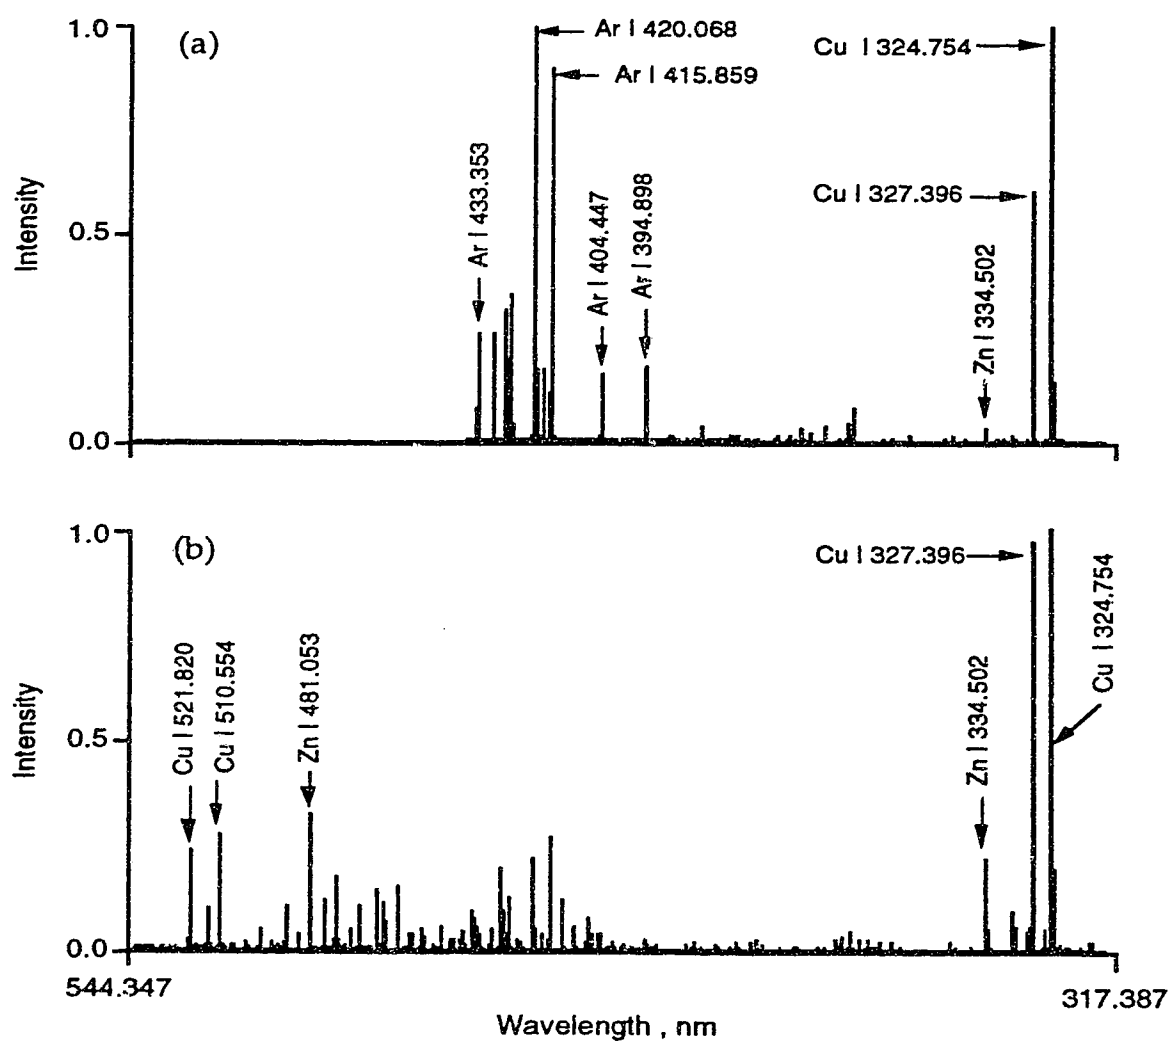 1.0
(a)
Ar I 420.068
Cu I 324.754
Ar I 415.859
Ar I 433.353
Ar I 404.447
Ar I 394.898
Cu I 327.396
Intensity
0.5
Zn I 334.502
0.0
1.0
(b)
Cu I 327.396
Cu I 324.754
Cu I 521.820
Cu I 510.554
Zn I 481.053
Zn I 334.502
Intensity
0.5
0.0
544.347
317.387
Wavelength , nm